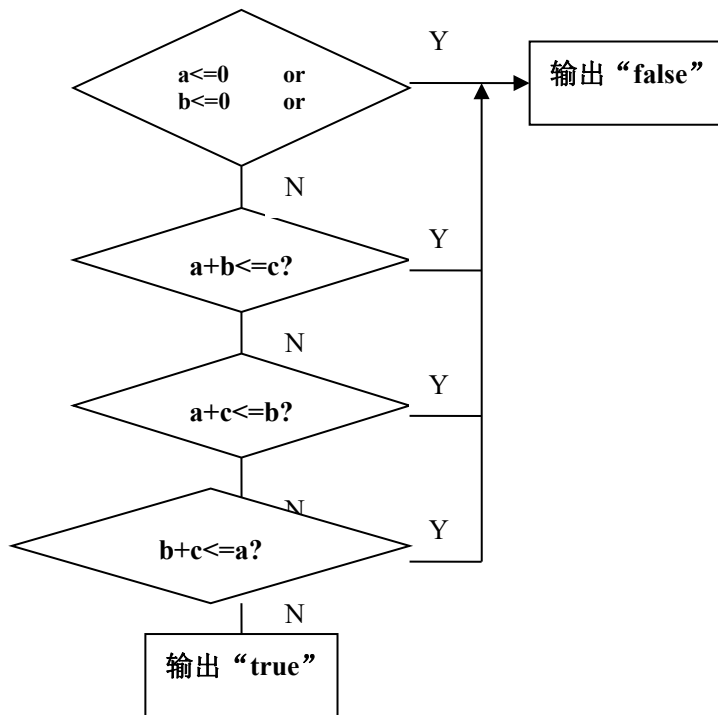 a<=0 or
b<=0 or
Y
输出“false”
N
a+b<=c?
Y
N
a+c<=b?
Y
N
b+c<=a?
Y
N
输出“true”